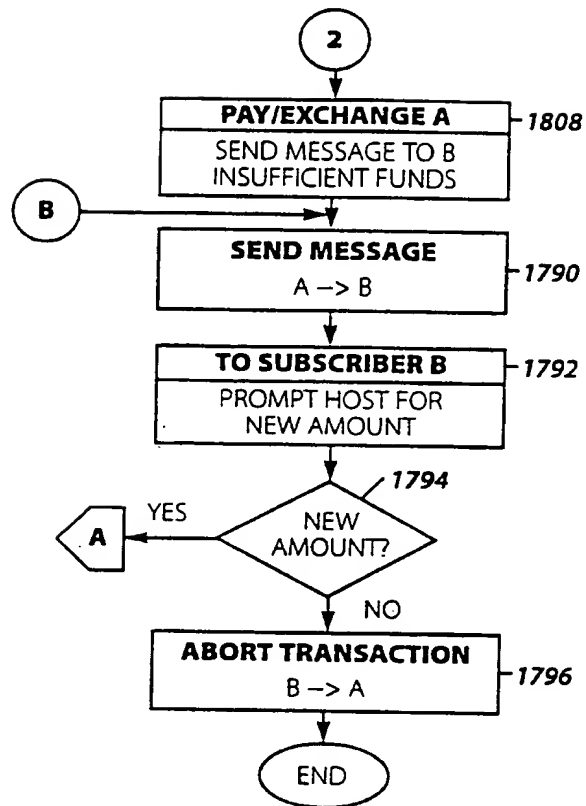 2
PAY/EXCHANGE A
1808
SEND MESSAGE TO B
INSUFFICIENT FUNDS
B
SEND MESSAGE
1790
A -> B
TO SUBSCRIBER B
1792
PROMPT HOST FOR
NEW AMOUNT
1794
YES
A
NEW
AMOUNT?
NO
ABORT TRANSACTION
1796
B -> A
END